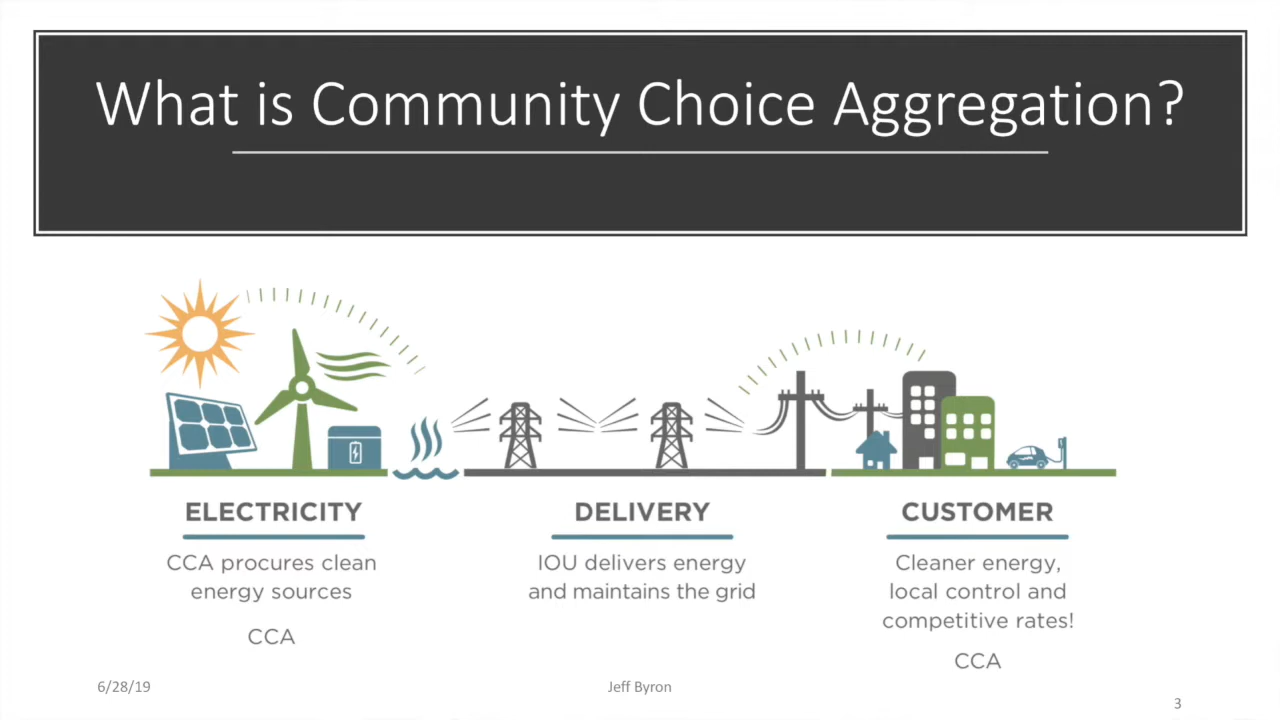 What is Community Choice Aggregation?
ELECTRICITY
CCA procures clean
energy sources
CCA
DELIVERY
IOU delivers energy
and maintains the grid
CUSTOMER
Cleaner energy,
local control and
competitive rates!
CCA
6/28/19
Jeff Byron
3